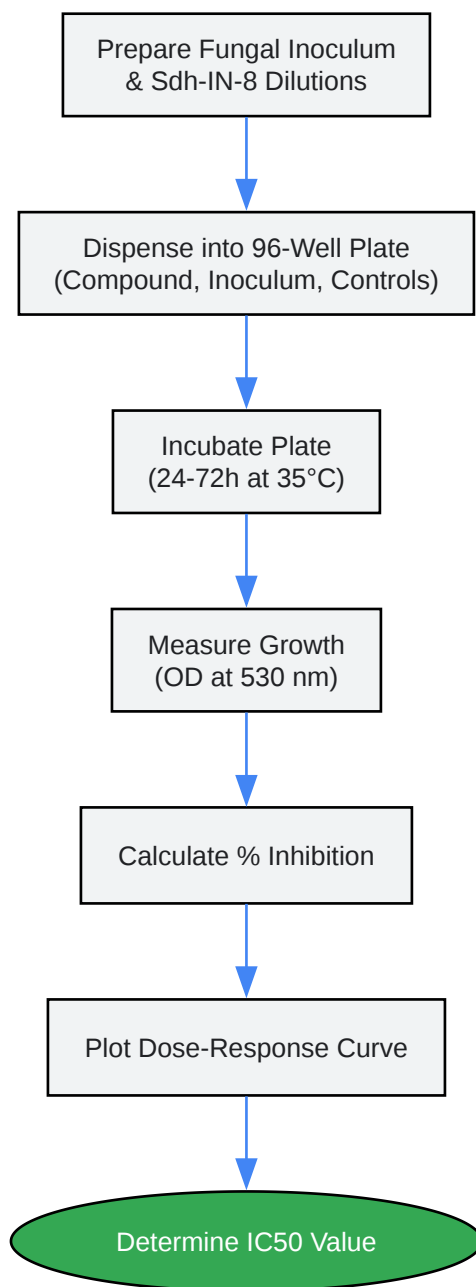 Prepare Fungal Inoculum
& Sdh-IN-8 Dilutions
Dispense into 96-Well Plate
(Compound, Inoculum, Controls)
Incubate Plate
(24-72h at 35°C)
Measure Growth
(OD at 530 nm)
Calculate % Inhibition
Plot Dose-Response Curve
Determine IC50 Value